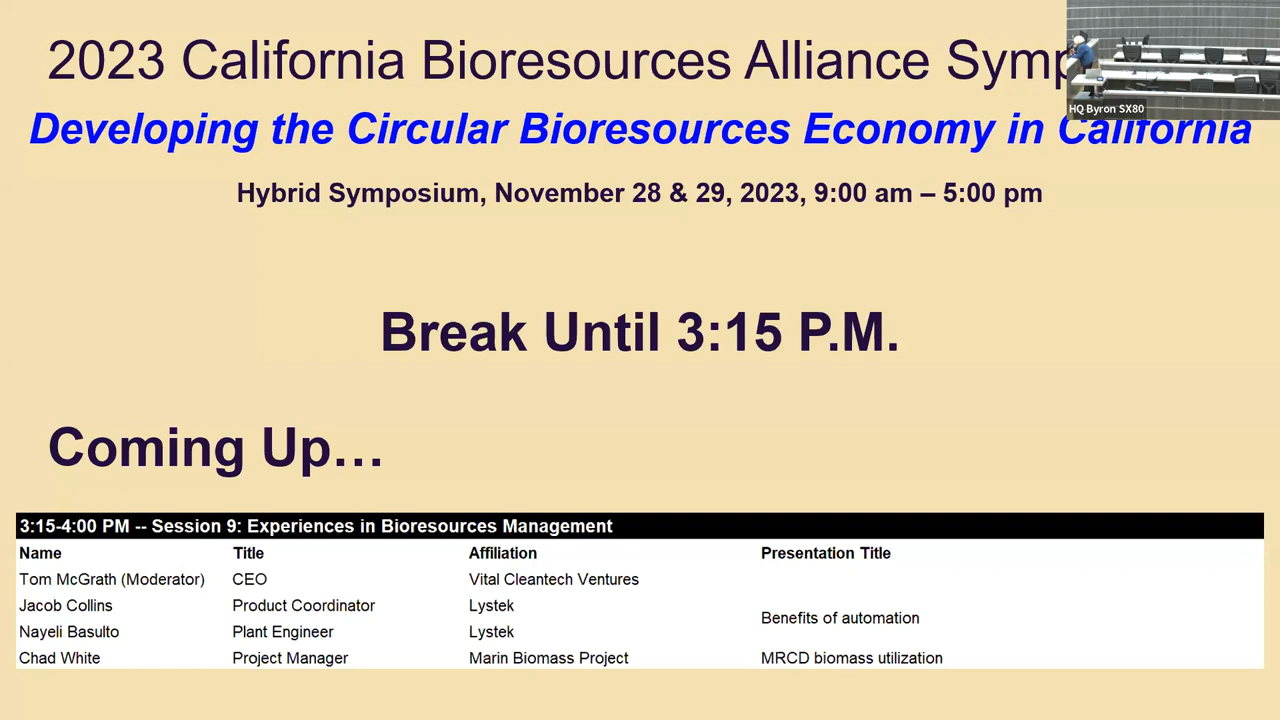 2023 California Bioresources Alliance Symp
Developing the Circular Bioresources Economy in California
HQ Byron SX80
Hybrid Symposium, November 28 & 29, 2023, 9:00 am – 5:00 pm
Break Until 3:15 P.M.
Coming Up…
3:15-4:00 PM -- Session 9: Experiences in Bioresources Management
Name Title Affiliation Presentation Title
Tom McGrath (Moderator) CEO Vital Cleantech Ventures
Jacob Collins Product Coordinator Lystek
Benefits of automation
Nayeli Basulto Plant Engineer Lystek
Chad White Project Manager Marin Biomass Project MRCD biomass utilization